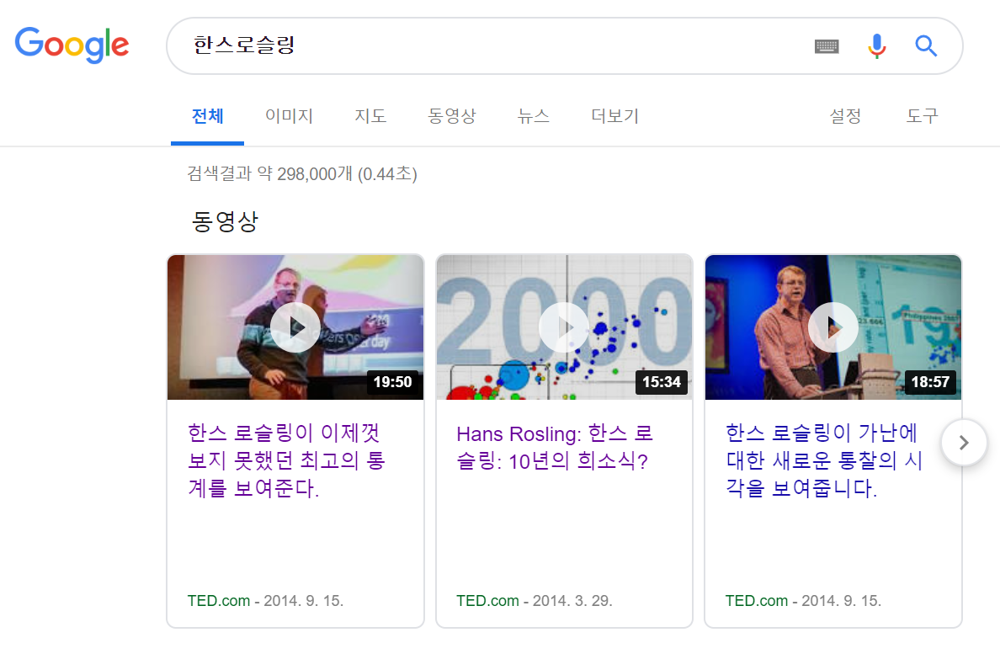 Google
한스로슬링
전체 이미지 지도 동영상 뉴스 더보기 설정 도구
검색결과 약 298,000개 (0.44초)
동영상
19:50
2000
15:34
Philippines 2007
23 666
18:57
한스 로슬링이 이제껏
보지 못했던 최고의 통
계를 보여준다.
TED.com - 2014. 9. 15.
Hans Rosling: 한스 로
슬링: 10년의 희소식?
TED.com - 2014. 3. 29.
한스 로슬링이 가난에
대한 새로운 통찰의 시
각을 보여줍니다.
TED.com - 2014. 9. 15.